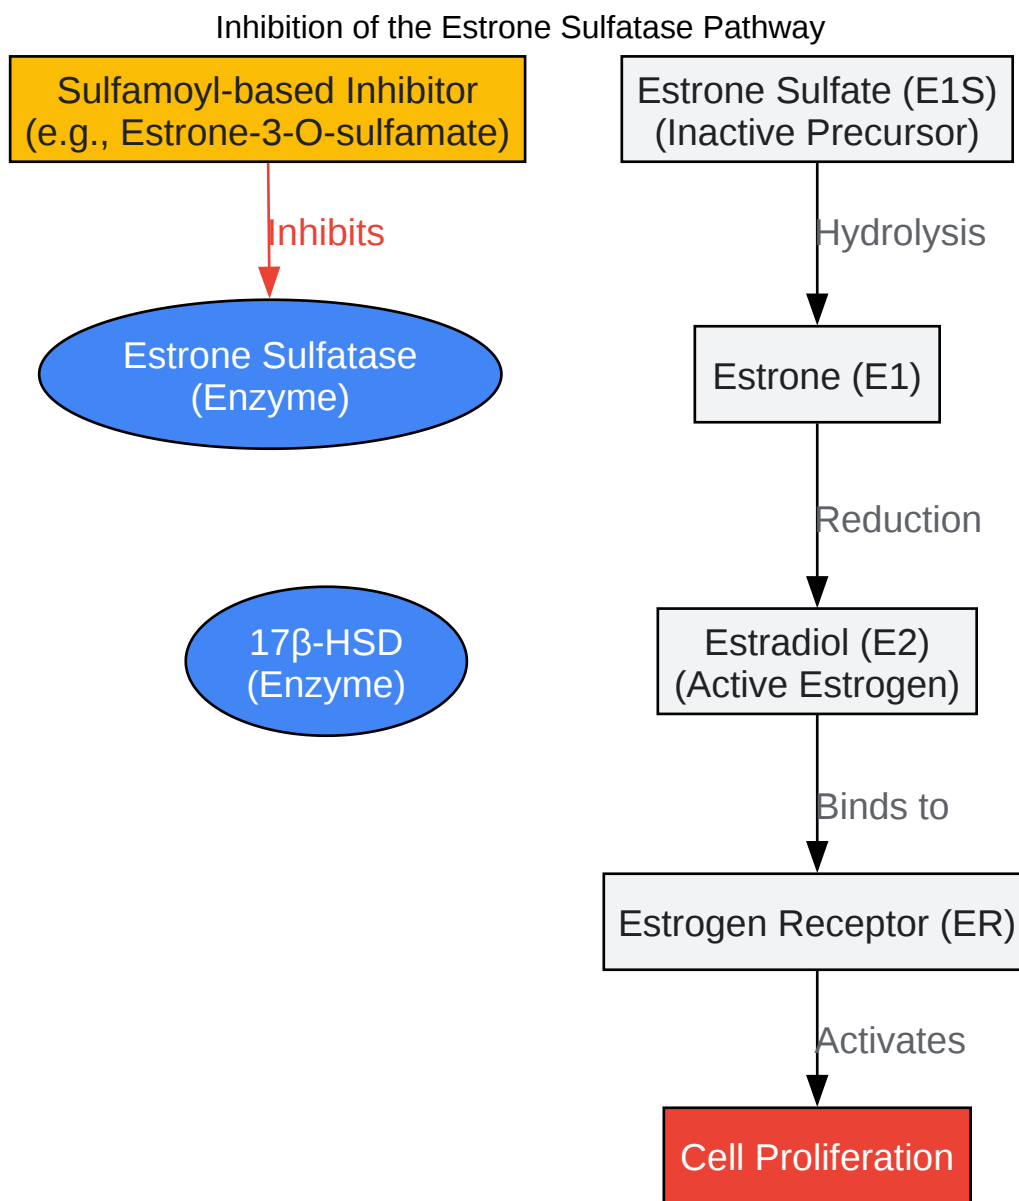 Inhibition of the Estrone Sulfatase Pathway
Sulfamoyl-based Inhibitor
(e.g., Estrone-3-O-sulfamate)
Inhibits
Estrone Sulfatase
(Enzyme)
17β-HSD
(Enzyme)
Estrone Sulfate (E1S)
(Inactive Precursor)
Hydrolysis
Estrone (E1)
Reduction
Estradiol (E2)
(Active Estrogen)
Binds to
Estrogen Receptor (ER)
Activates
Cell Proliferation